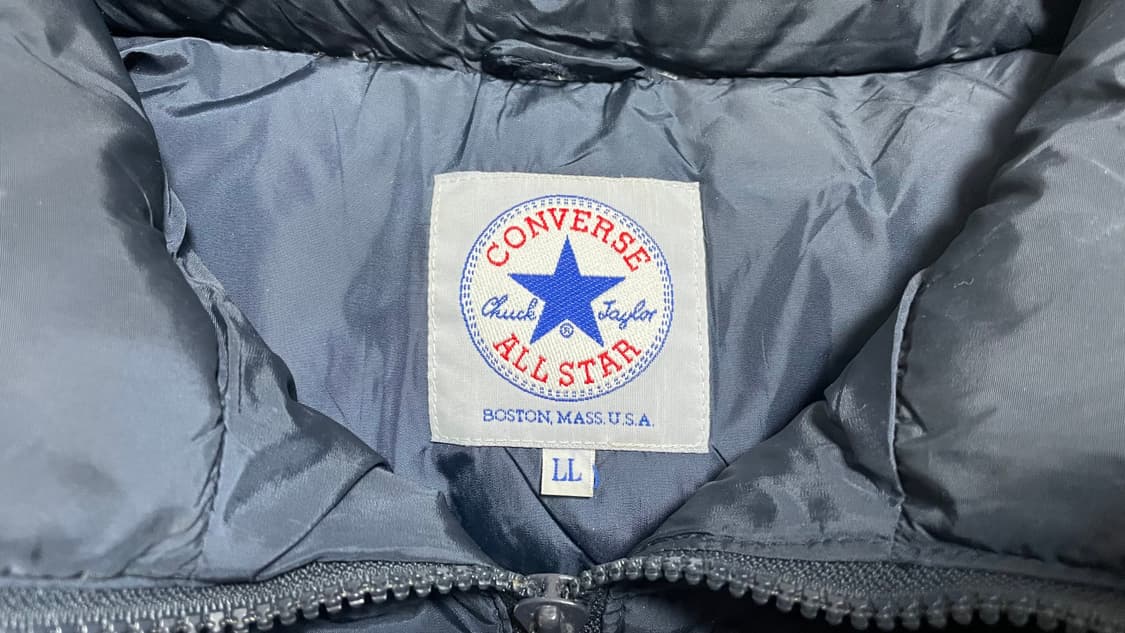 CONVERSE
Chuck Taylor
®
ALL STAR
BOSTON, MASS. U.S.A.
LL